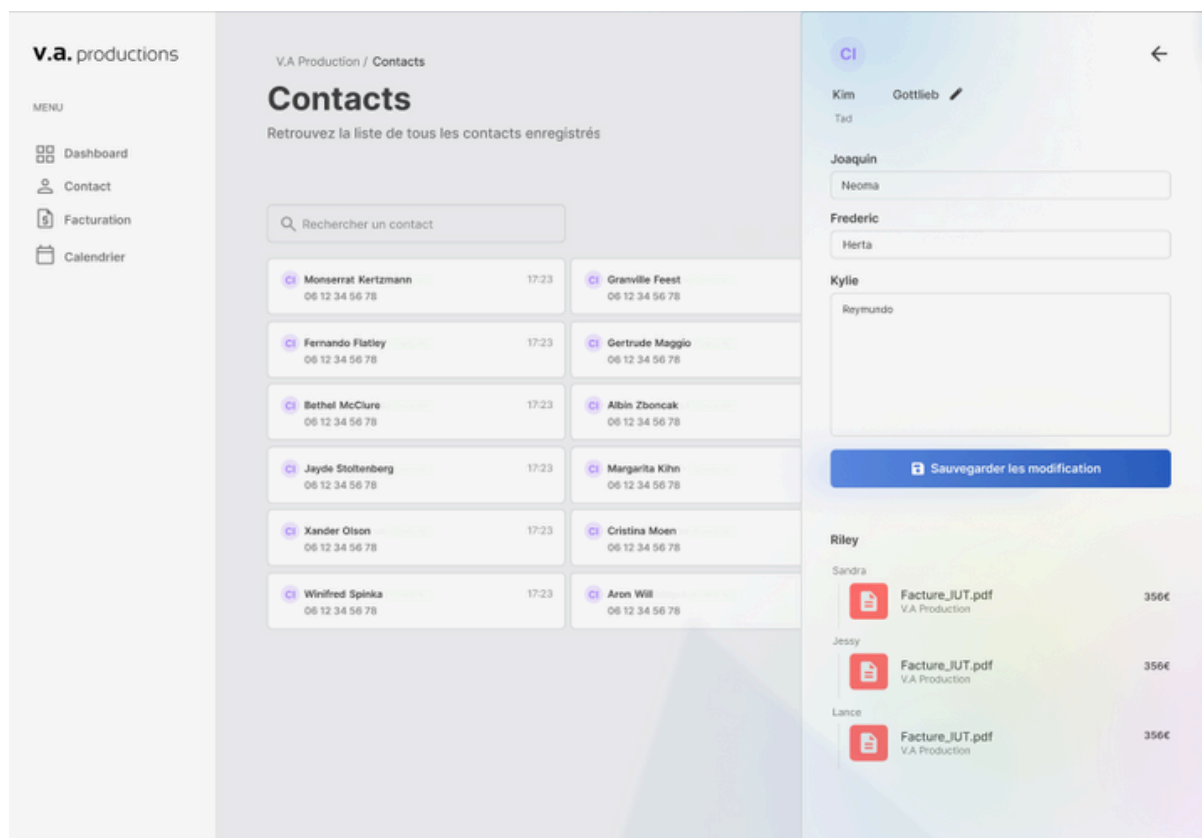 v.a. productions
MENU
Dashboard
Contact
Facturation
Calendrier
V.A Production / Contacts
Contacts
Retrouvez la liste de tous les contacts enregistrés
Rechercher un contact
CI Monserrat Kertzmann 17:23
06 12 34 56 78
CI Granville Feest
06 12 34 56 78
CI Fernando Flatley 17:23
06 12 34 56 78
CI Gertrude Maggio
06 12 34 56 78
CI Bethel McClure 17:23
06 12 34 56 78
CI Albin Zboncak
06 12 34 56 78
CI Jayde Stoltenberg 17:23
06 12 34 56 78
CI Margarita Kihn
06 12 34 56 78
CI Xander Olson 17:23
06 12 34 56 78
CI Cristina Moen
06 12 34 56 78
CI Winifred Spinka 17:23
06 12 34 56 78
CI Aron Will
06 12 34 56 78
CI
Kim Gottlieb
Tad
Joaquin
Neoma
Frederic
Herta
Kylie
Reymundo
Sauvegarder les modification
Riley
Sandra
Facture_IUT.pdf 356€
V.A Production
Jessy
Facture_IUT.pdf 356€
V.A Production
Lance
Facture_IUT.pdf 356€
V.A Production